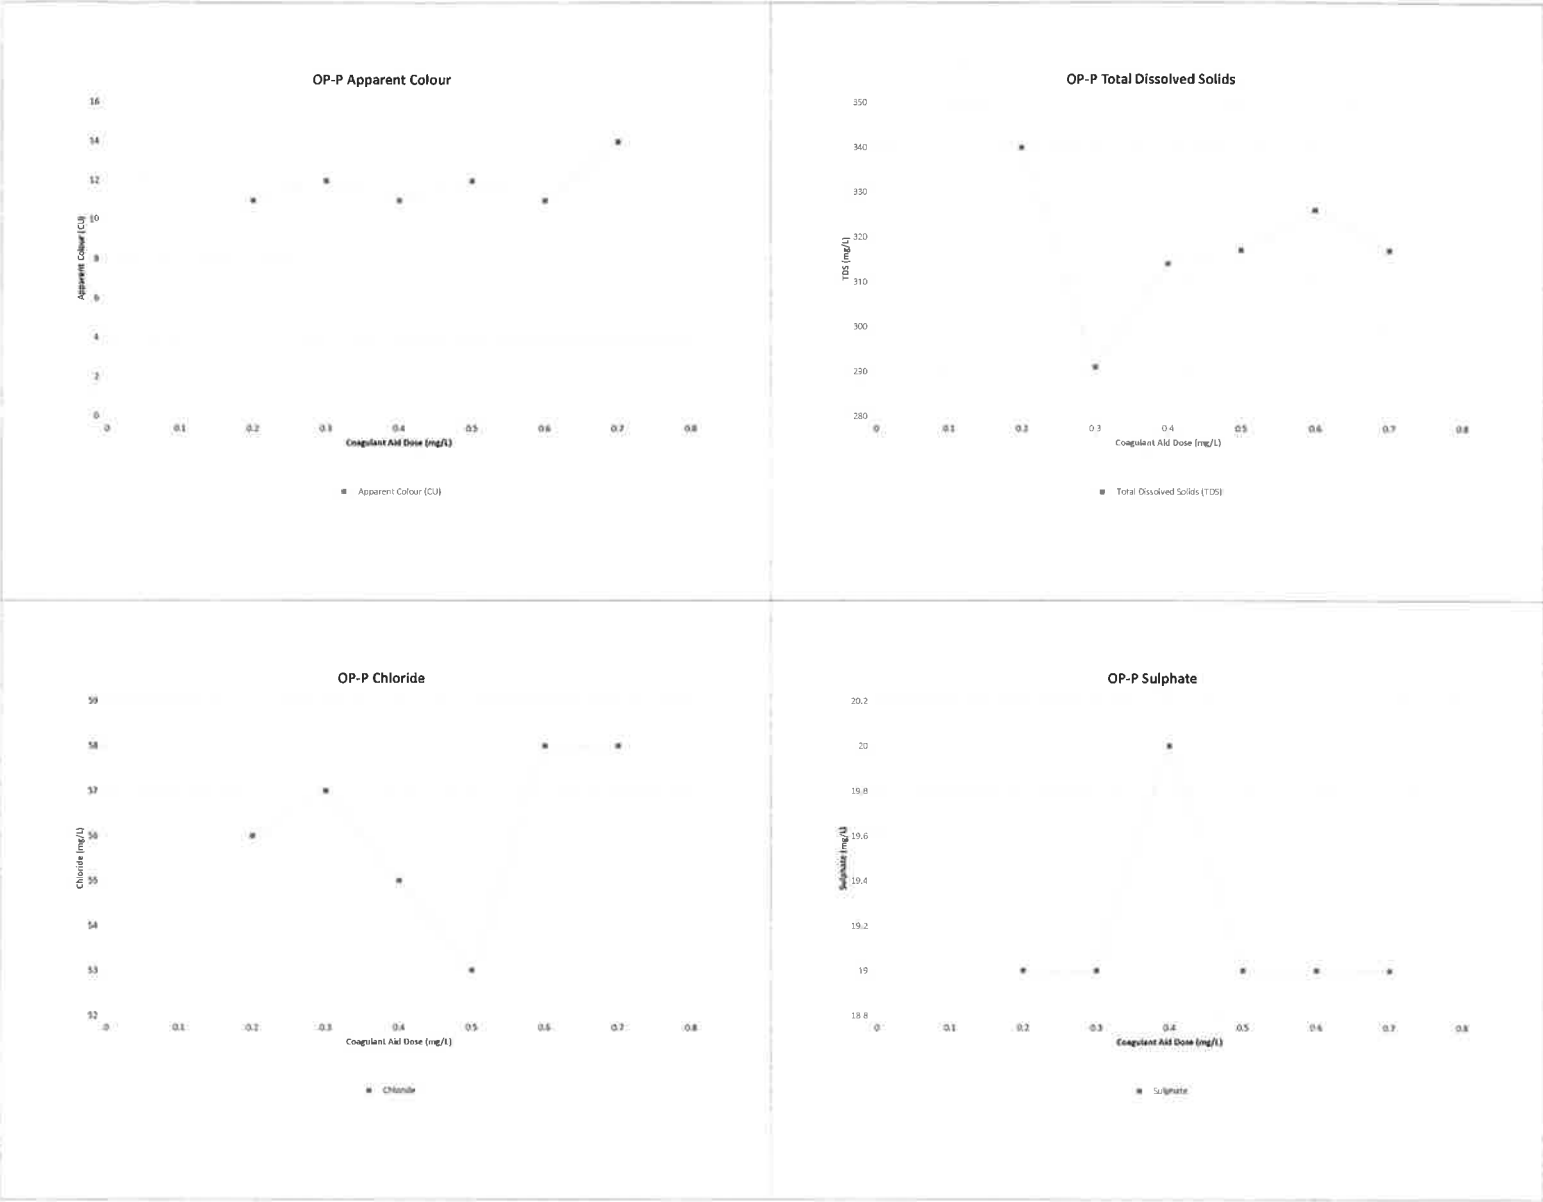 OP-P Apparent Colour
16
14
12
10
8
6
4
2
0
Apparent Colour (CU)
0 0.1 0.2 0.3 0.4 0.5 0.6 0.7 0.8
Coagulant Aid Dose (mg/L)
Apparent Colour (CU)
OP-P Total Dissolved Solids
350
340
330
320
310
300
290
280
TDS (mg/L)
0 0.1 0.2 0.3 0.4 0.5 0.6 0.7 0.8
Coagulant Aid Dose (mg/L)
Total Dissolved Solids (TDS)
OP-P Chloride
59
58
57
56
55
54
53
52
Chloride (mg/L)
0 0.1 0.2 0.3 0.4 0.5 0.6 0.7 0.8
Coagulant Aid Dose (mg/L)
Chloride
OP-P Sulphate
20.2
20
19.8
19.6
19.4
19.2
19
18.8
Sulphate (mg/L)
0 0.1 0.2 0.3 0.4 0.5 0.6 0.7 0.8
Coagulant Aid Dose (mg/L)
Sulphate